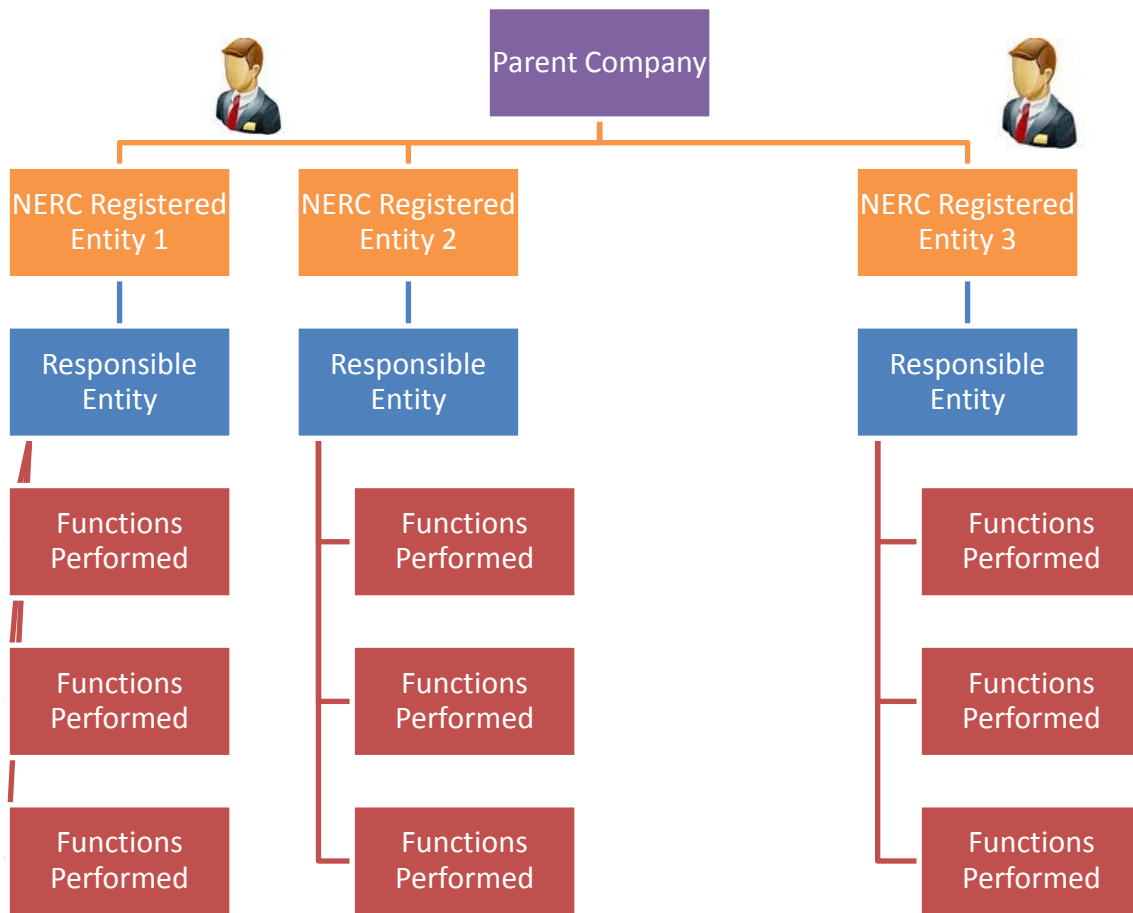 Parent Company
NERC Registered
Entity 1
NERC Registered
Entity 2
NERC Registered
Entity 3
Responsible
Entity
Responsible
Entity
Responsible
Entity
Functions
Performed
Functions
Performed
Functions
Performed
Functions
Performed
Functions
Performed
Functions
Performed
Functions
Performed
Functions
Performed
Functions
Performed